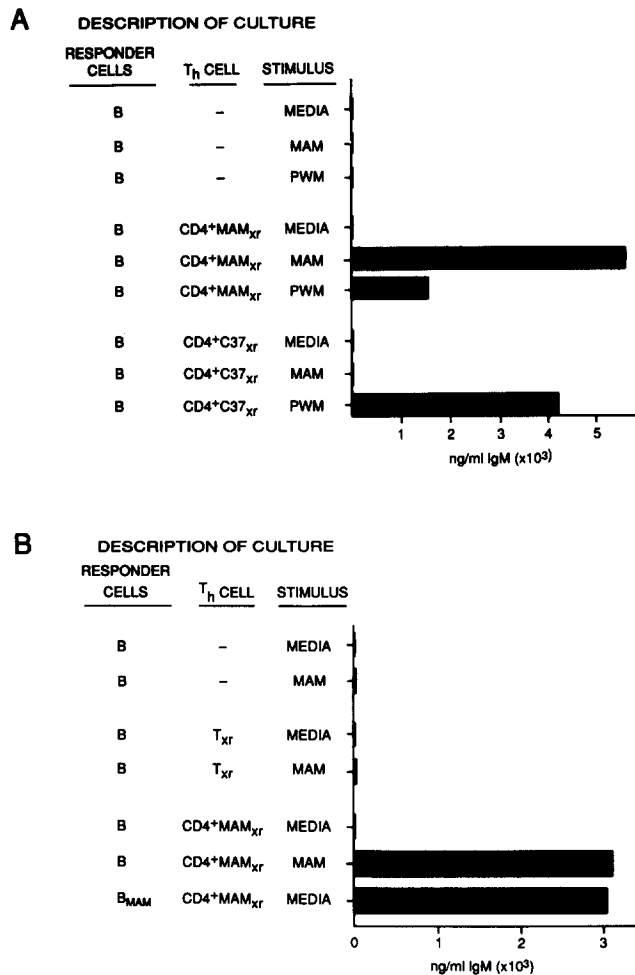 A
DESCRIPTION OF CULTURE
RESPONDER
CELLS Th CELL STIMULUS
B – MEDIA
B – MAM
B – PWM
B CD4+MAMxr MEDIA
B CD4+MAMxr MAM
B CD4+MAMxr PWM
B CD4+C37xr MEDIA
B CD4+C37xr MAM
B CD4+C37xr PWM
1 2 3 4 5
ng/ml IgM (x10³)
B
DESCRIPTION OF CULTURE
RESPONDER
CELLS Th CELL STIMULUS
B – MEDIA
B – MAM
B Txr MEDIA
B Txr MAM
B CD4+MAMxr MEDIA
B CD4+MAMxr MAM
BMAM CD4+MAMxr MEDIA
0 1 2 3
ng/ml IgM (x10³)